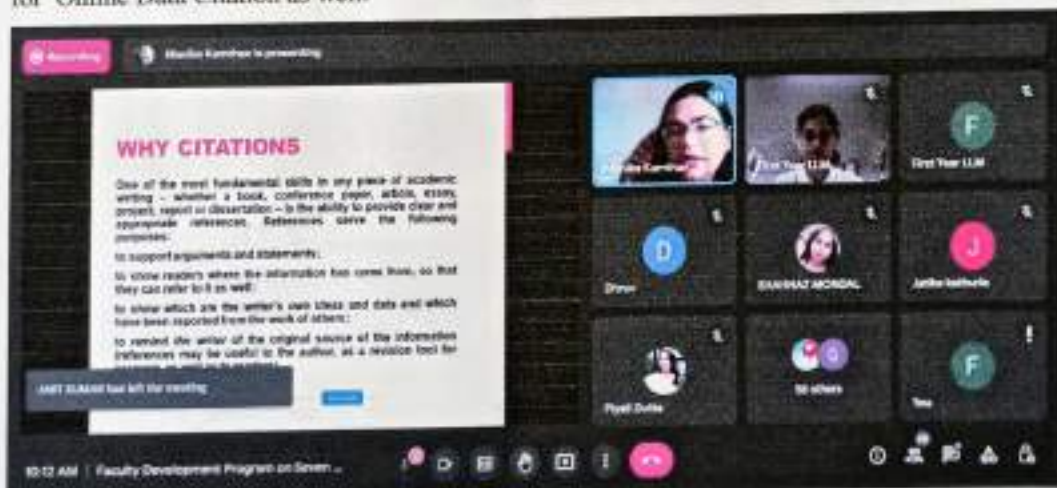 for Online Data Citation as well
Recording
Kamthan is presenting
WHY CITATIONS
One of the most fundamental skills in any piece of academic
writing – whether a book, conference paper, article, essay,
project, report or dissertation – is the ability to provide clear and
appropriate references. References serve the following
purposes:
to support arguments and statements;
to show readers where the information has come from, so that
they can refer to it as well;
to show which are the writer's own ideas and data and which
have been reported from the work of others;
to remind the writer of the original source of the information
(references may be useful to the author, as a revision tool for
AMIT KUMAR has left the meeting
First Year LLM
F
First Year LLM
D
Dhruv
MONDAL
J
Piyali Dutta
G
56 others
F
You
10:12 AM | Faculty Development Program on Seven ...